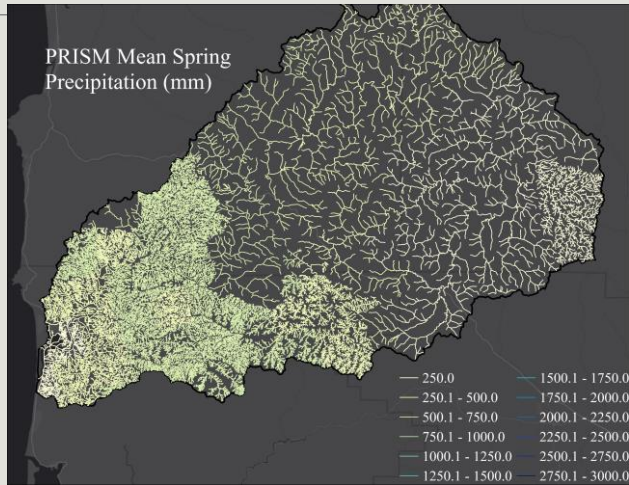 PRISM Mean Spring
Precipitation (mm)
250.0
250.1 - 500.0
500.1 - 750.0
750.1 - 1000.0
1000.1 - 1250.0
1250.1 - 1500.0
1500.1 - 1750.0
1750.1 - 2000.0
2000.1 - 2250.0
2250.1 - 2500.0
2500.1 - 2750.0
2750.1 - 3000.0